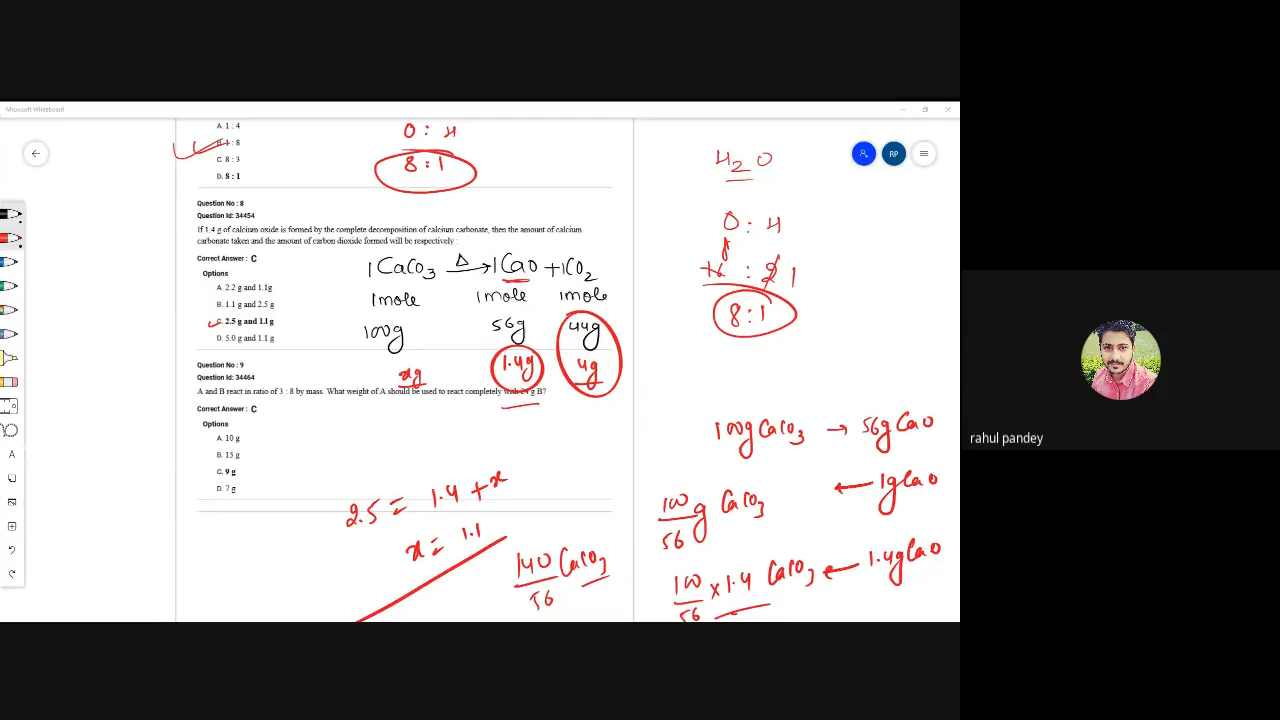 Microsoft Whiteboard
A. 1 : 4
B. 1 : 8
C. 8 : 3
D. 8 : 1
O : H
8 : 1
H2O
O : H
16 : 2 1
8 : 1
RP
Question No : 8
Question Id: 34454
If 1.4 g of calcium oxide is formed by the complete decomposition of calcium carbonate, then the amount of calcium
carbonate taken and the amount of carbon dioxide formed will be respectively :
Correct Answer : C
Options
A. 2.2 g and 1.1g
B. 1.1 g and 2.5 g
C. 2.5 g and 1.1 g
D. 5.0 g and 1.1 g
1CaCO3 Δ→ 1CaO + 1CO2
1mole 1mole 1mole
100g 56g 44g
xg 1.4g 4g
Question No : 9
Question Id: 34464
A and B react in ratio of 3 : 8 by mass. What weight of A should be used to react completely with 24 g B?
Correct Answer : C
Options
A. 10 g
B. 15 g
C. 9 g
D. 7 g
2.5 = 1.4 + x
x = 1.1
140/56 CaCO3
100g CaCO3 → 56g CaO
100/56 g CaCO3 ← 1g CaO
100/56 × 1.4 CaCO3 ← 1.4g CaO
rahul pandey